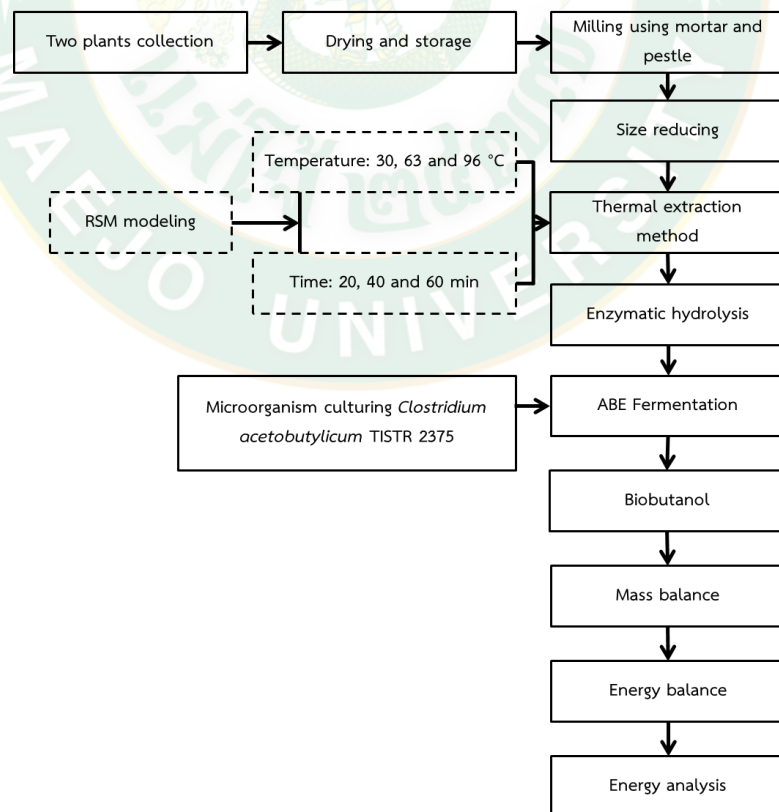 Two plants collection
Drying and storage
Milling using mortar and
pestle
Size reducing
Temperature: 30, 63 and 96 °C
RSM modeling
Thermal extraction
method
Time: 20, 40 and 60 min
Enzymatic hydrolysis
Microorganism culturing Clostridium
acetobutylicum TISTR 2375
ABE Fermentation
Biobutanol
Mass balance
Energy balance
Energy analysis
MAEJO UNIVERSITY